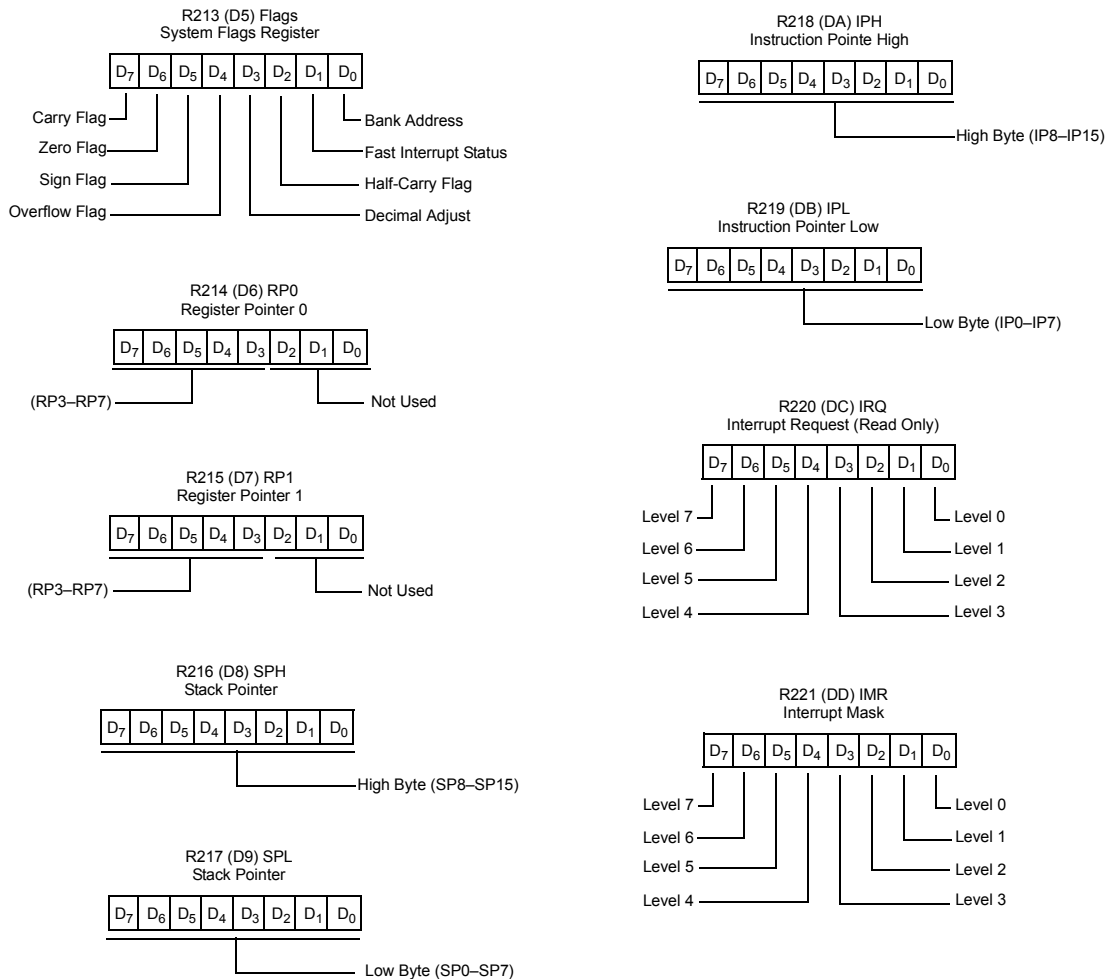 R213 (D5) Flags
System Flags Register
D7 D6 D5 D4 D3 D2 D1 D0
Carry Flag
Zero Flag
Sign Flag
Overflow Flag
Bank Address
Fast Interrupt Status
Half-Carry Flag
Decimal Adjust
R214 (D6) RP0
Register Pointer 0
D7 D6 D5 D4 D3 D2 D1 D0
(RP3–RP7)
Not Used
R215 (D7) RP1
Register Pointer 1
D7 D6 D5 D4 D3 D2 D1 D0
(RP3–RP7)
Not Used
R216 (D8) SPH
Stack Pointer
D7 D6 D5 D4 D3 D2 D1 D0
High Byte (SP8–SP15)
R217 (D9) SPL
Stack Pointer
D7 D6 D5 D4 D3 D2 D1 D0
Low Byte (SP0–SP7)
R218 (DA) IPH
Instruction Pointe High
D7 D6 D5 D4 D3 D2 D1 D0
High Byte (IP8–IP15)
R219 (DB) IPL
Instruction Pointer Low
D7 D6 D5 D4 D3 D2 D1 D0
Low Byte (IP0–IP7)
R220 (DC) IRQ
Interrupt Request (Read Only)
D7 D6 D5 D4 D3 D2 D1 D0
Level 7
Level 6
Level 5
Level 4
Level 0
Level 1
Level 2
Level 3
R221 (DD) IMR
Interrupt Mask
D7 D6 D5 D4 D3 D2 D1 D0
Level 7
Level 6
Level 5
Level 4
Level 0
Level 1
Level 2
Level 3